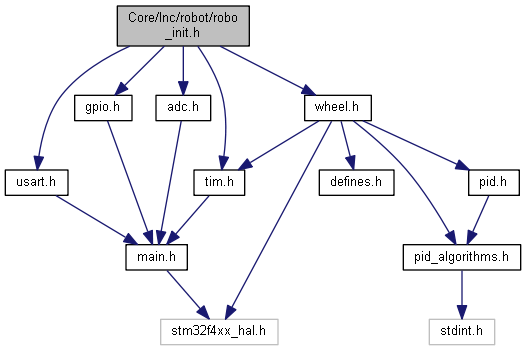 Core/Inc/robot/robo
_init.h
gpio.h
adc.h
wheel.h
usart.h
tim.h
defines.h
pid.h
main.h
pid_algorithms.h
stm32f4xx_hal.h
stdint.h